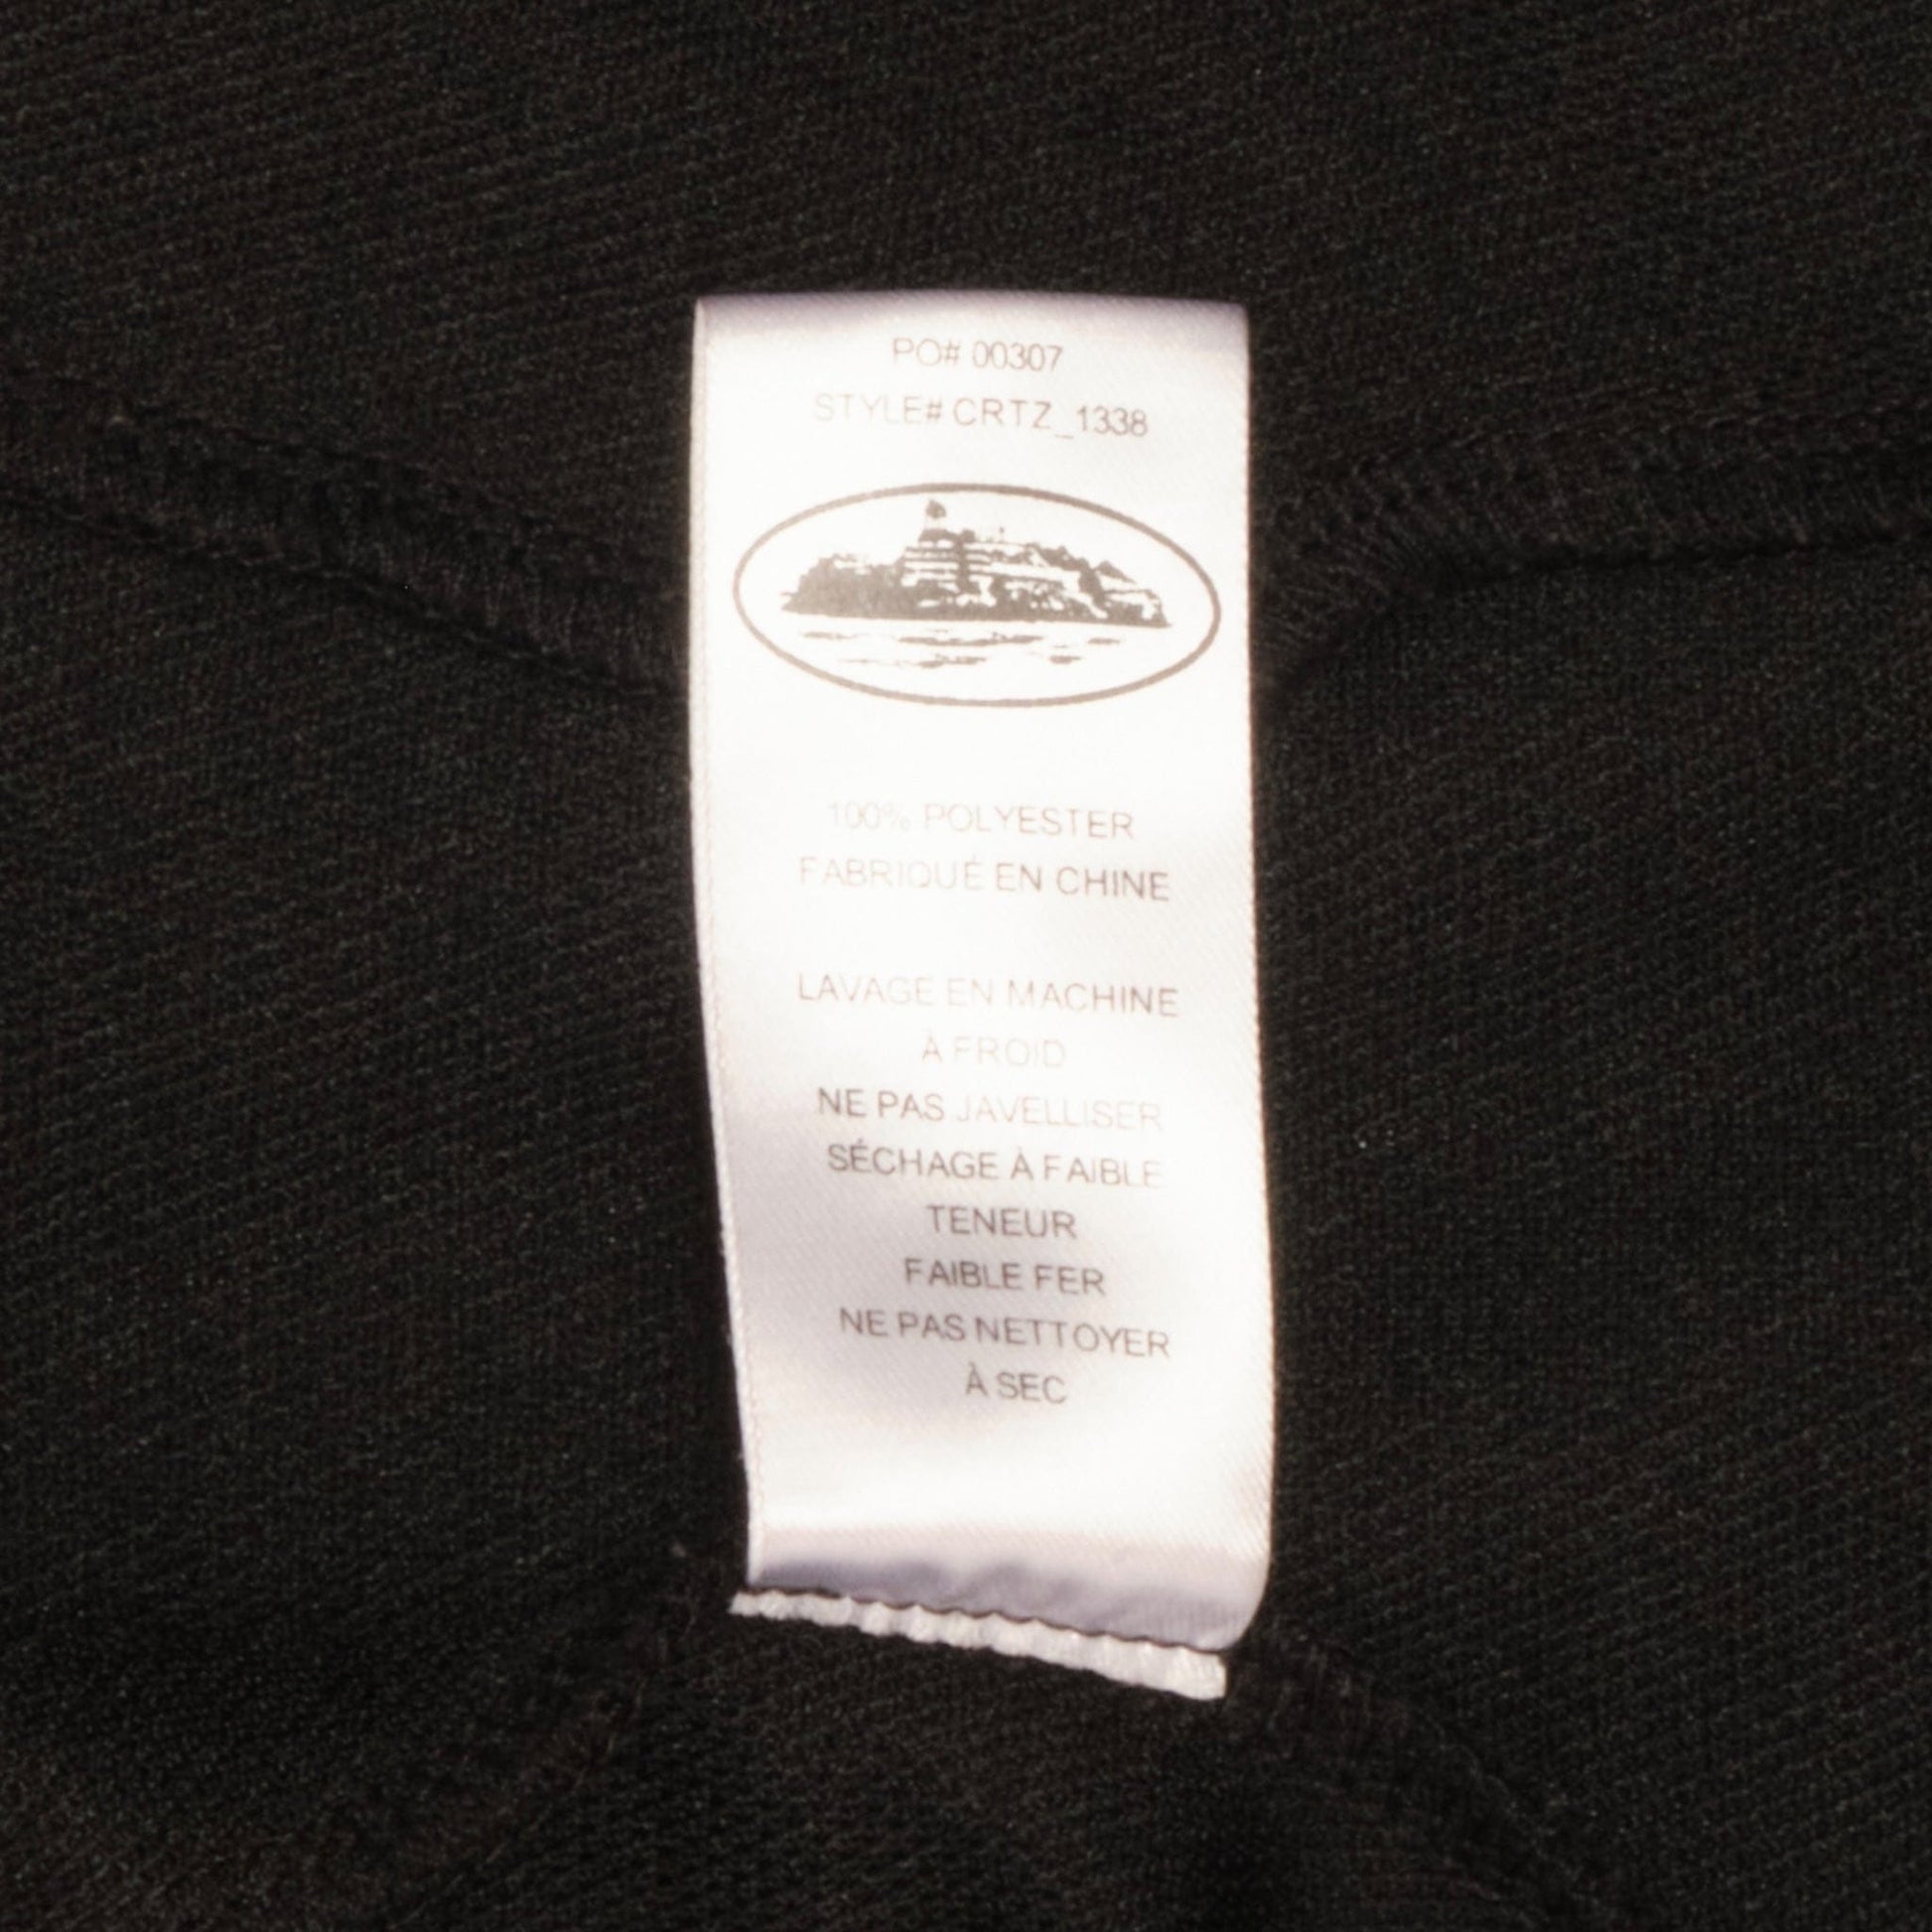 PO# 00307
STYLE# CRTZ_1338
100% POLYESTER
FABRIQUÉ EN CHINE
LAVAGE EN MACHINE
À FROID
NE PAS JAVELLISER
SÉCHAGE À FAIBLE
TENEUR
FAIBLE FER
NE PAS NETTOYER
À SEC